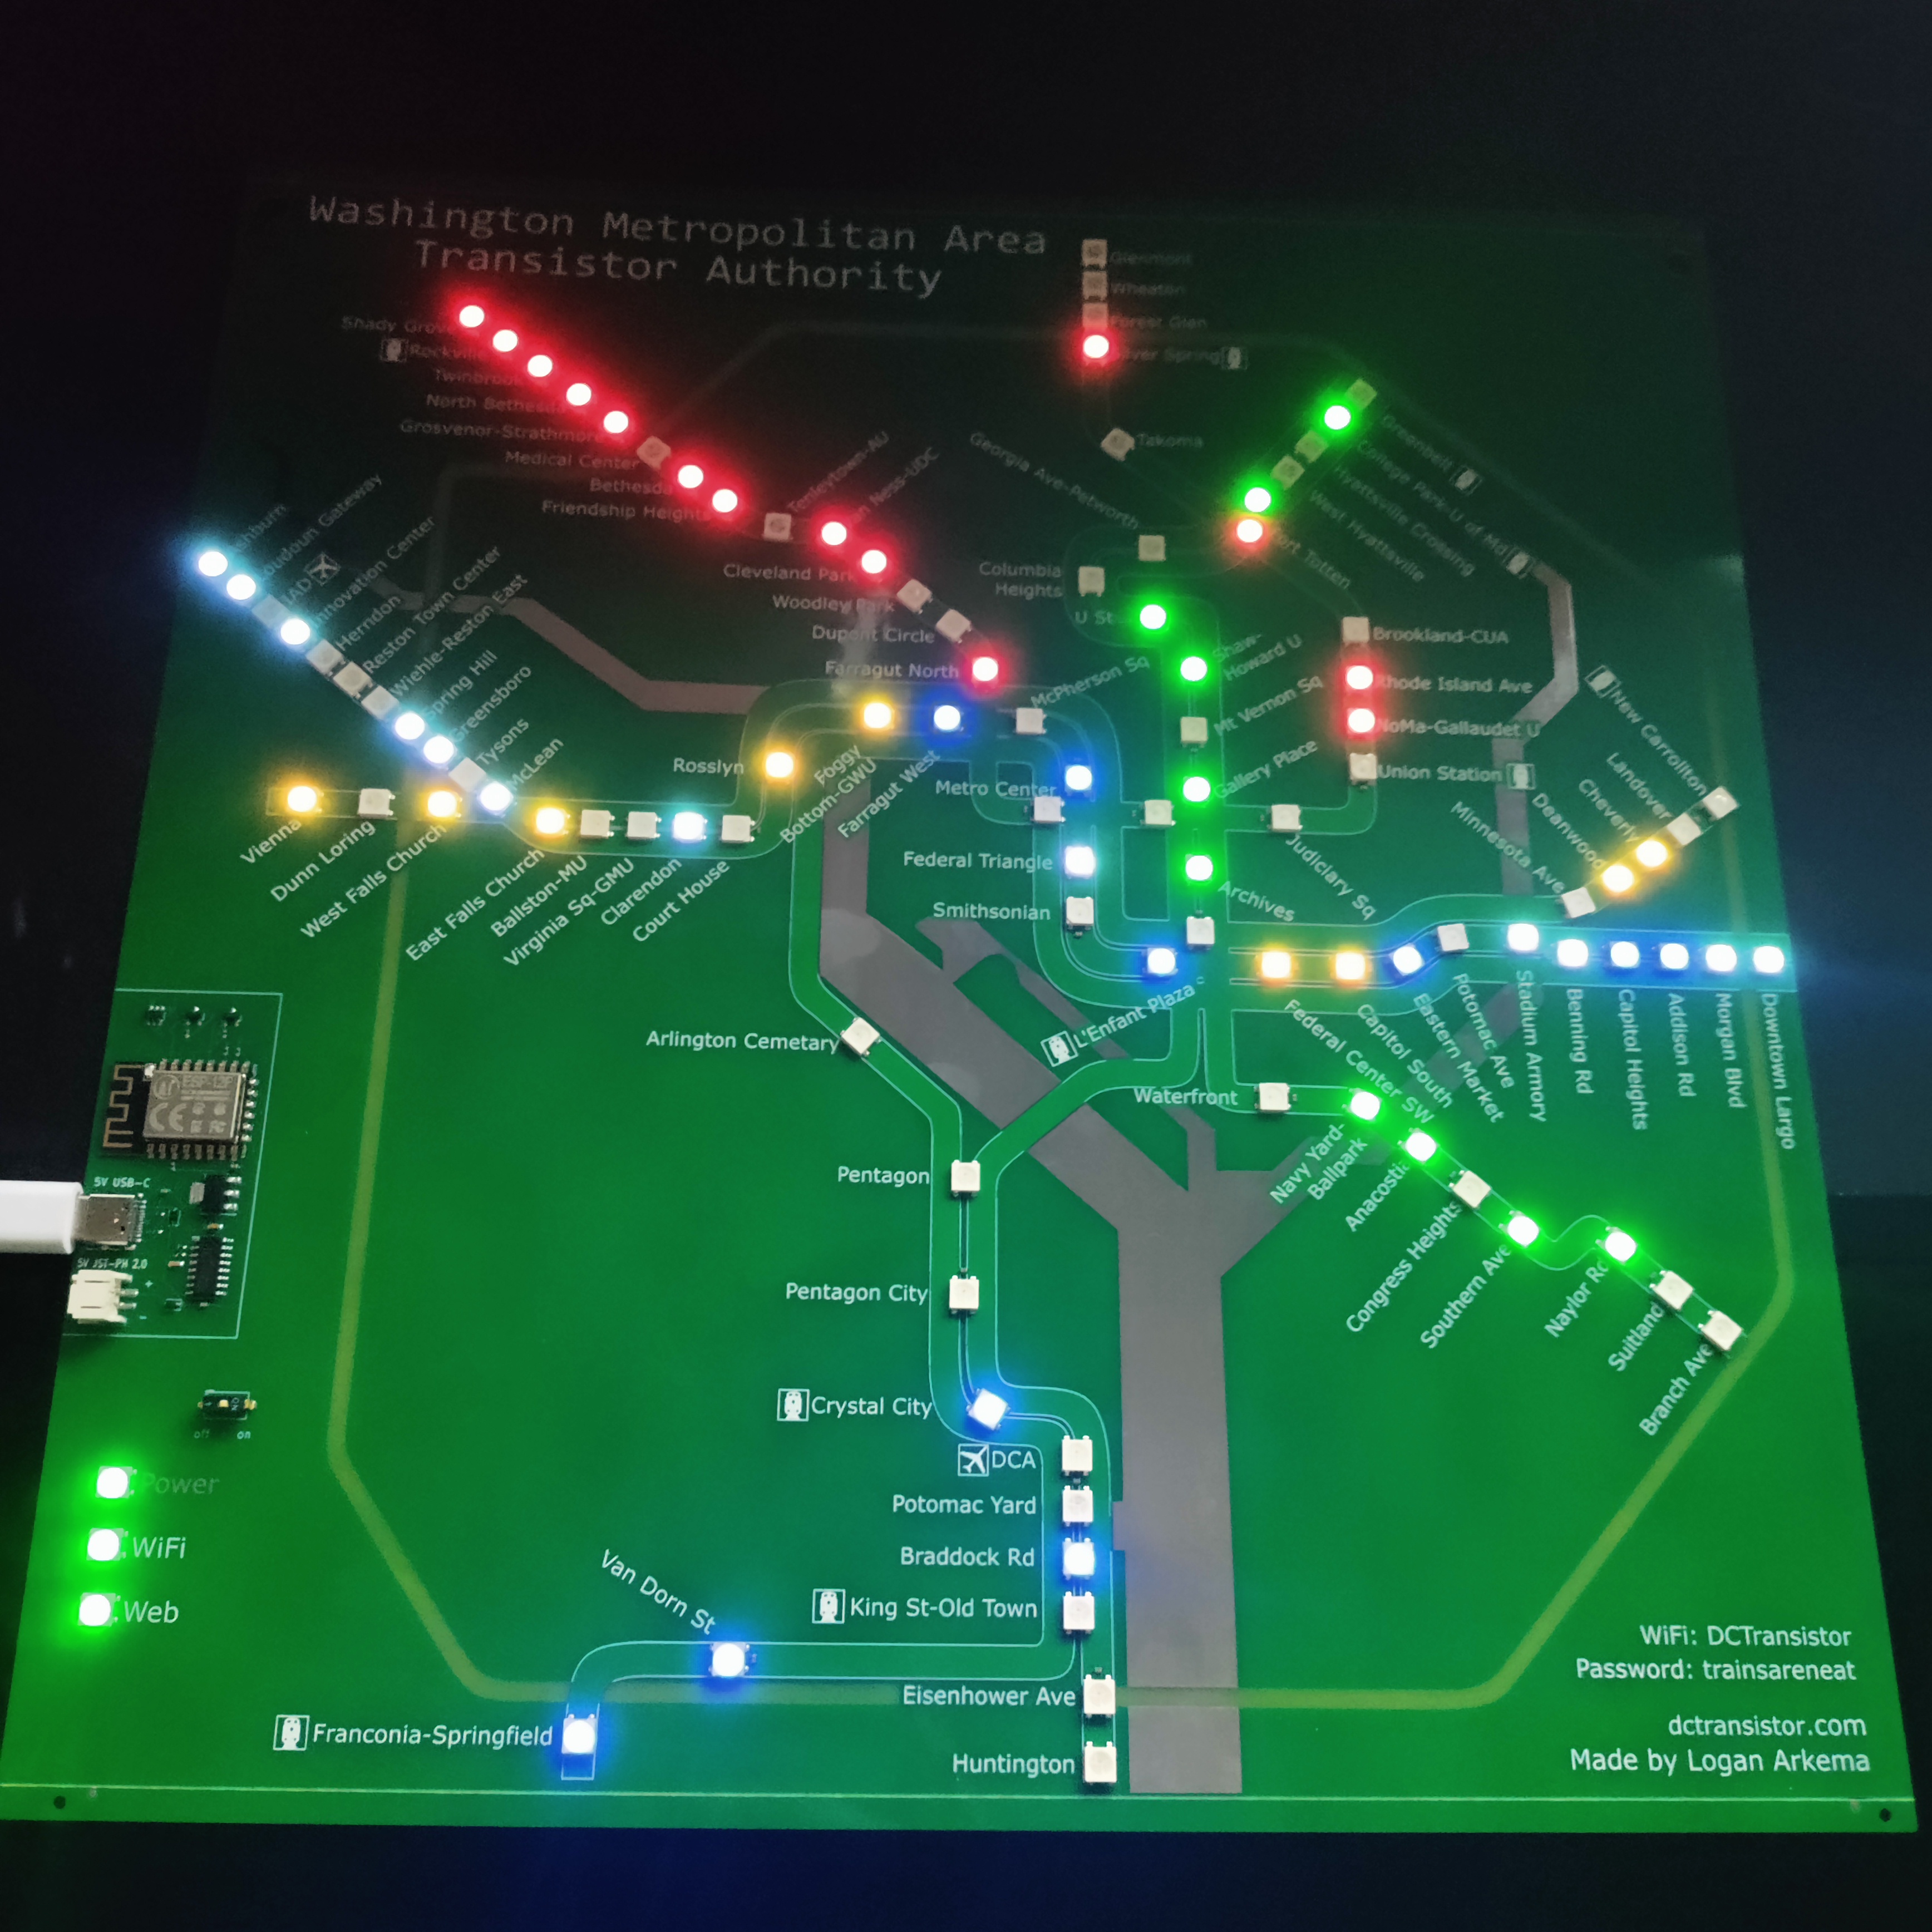 Washington Metropolitan Area
Transistor Authority
Glenmont
Wheaton
Forest Glen
Silver Spring
Takoma
Shady Grove
Rockville
Twinbrook
North Bethesda
Grosvenor-Strathmore
Medical Center
Bethesda
Friendship Heights
Tenleytown-AU
Van Ness-UDC
Cleveland Park
Woodley Park
Dupont Circle
Farragut North
Georgia Ave-Petworth
Columbia
Heights
U St
Shaw-
Howard U
Mt Vernon Sq
Gallery Place
Archives
Greenbelt
College Park-U of Md
Hyattsville Crossing
West Hyattsville
Fort Totten
Brookland-CUA
Rhode Island Ave
NoMa-Gallaudet U
Union Station
Judiciary Sq
Ashburn
Loudoun Gateway
IAD
Innovation Center
Herndon
Reston Town Center
Wiehle-Reston East
Spring Hill
Greensboro
Tysons
McLean
Vienna
Dunn Loring
West Falls Church
East Falls Church
Ballston-MU
Virginia Sq-GMU
Clarendon
Court House
Rosslyn
Foggy
Bottom-GWU
Farragut West
McPherson Sq
Metro Center
Federal Triangle
Smithsonian
L'Enfant Plaza
Federal Center SW
Capitol South
Eastern Market
Potomac Ave
Stadium Armory
Benning Rd
Capitol Heights
Addison Rd
Morgan Blvd
Downtown Largo
New Carrollton
Landover
Cheverly
Deanwood
Minnesota Ave
Arlington Cemetary
Waterfront
Navy Yard-
Ballpark
Anacostia
Congress Heights
Southern Ave
Naylor Rd
Suitland
Branch Ave
Pentagon
Pentagon City
Crystal City
DCA
Potomac Yard
Braddock Rd
King St-Old Town
Van Dorn St
Franconia-Springfield
Eisenhower Ave
Huntington
ESP-12F
CE
5V USB-C
5V JST-PH 2.0
+
-
ON
off on
Power
WiFi
Web
WiFi: DCTransistor
Password: trainsareneat
dctransistor.com
Made by Logan Arkema